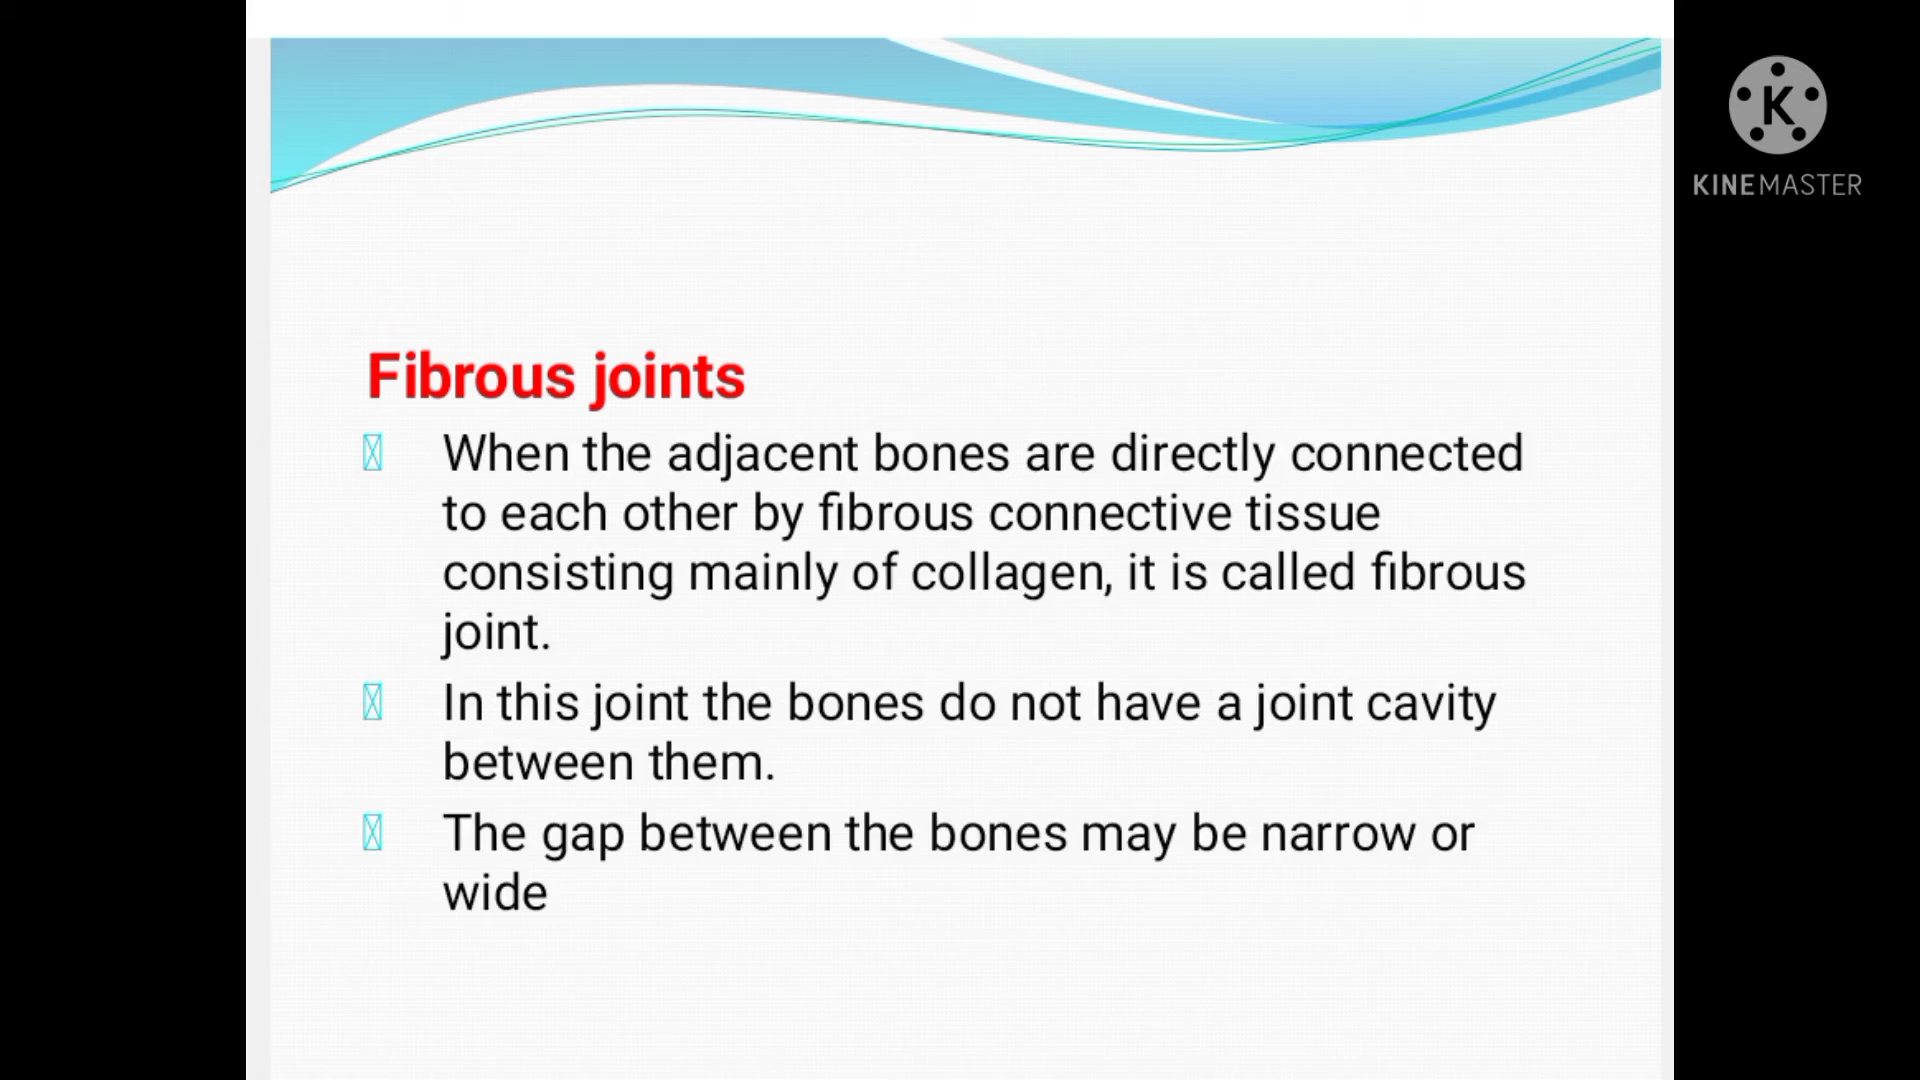 K
KINEMASTER
Fibrous joints
When the adjacent bones are directly connected
to each other by fibrous connective tissue
consisting mainly of collagen, it is called fibrous
joint.
In this joint the bones do not have a joint cavity
between them.
The gap between the bones may be narrow or
wide